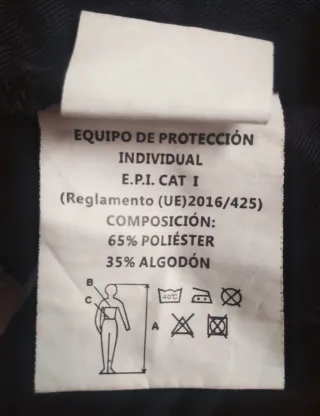 EQUIPO DE PROTECCIÓN
INDIVIDUAL
E.P.I. CAT I
(Reglamento (UE)2016/425)
COMPOSICIÓN:
65% POLIÉSTER
35% ALGODÓN
B
C
A
40°C